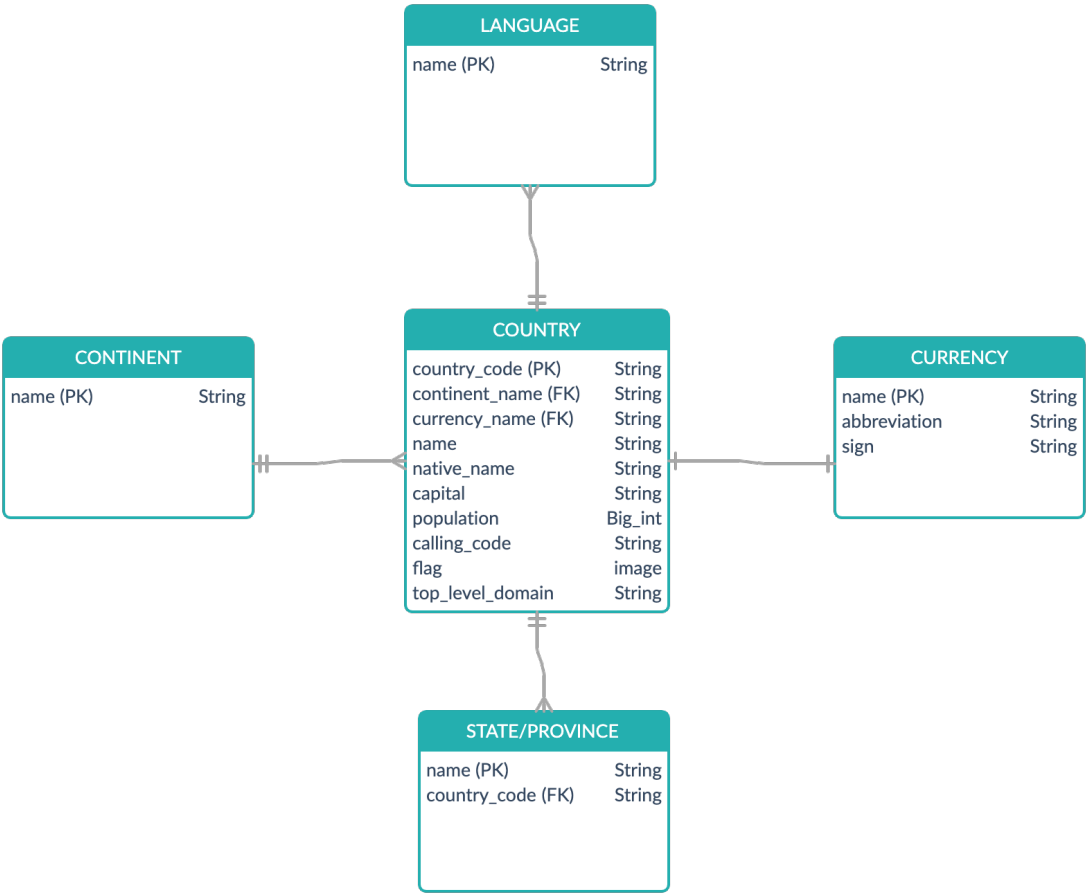 LANGUAGE
name (PK) String
CONTINENT
name (PK) String
COUNTRY
country_code (PK) String
continent_name (FK) String
currency_name (FK) String
name String
native_name String
capital String
population Big_int
calling_code String
flag image
top_level_domain String
CURRENCY
name (PK) String
abbreviation String
sign String
STATE/PROVINCE
name (PK) String
country_code (FK) String